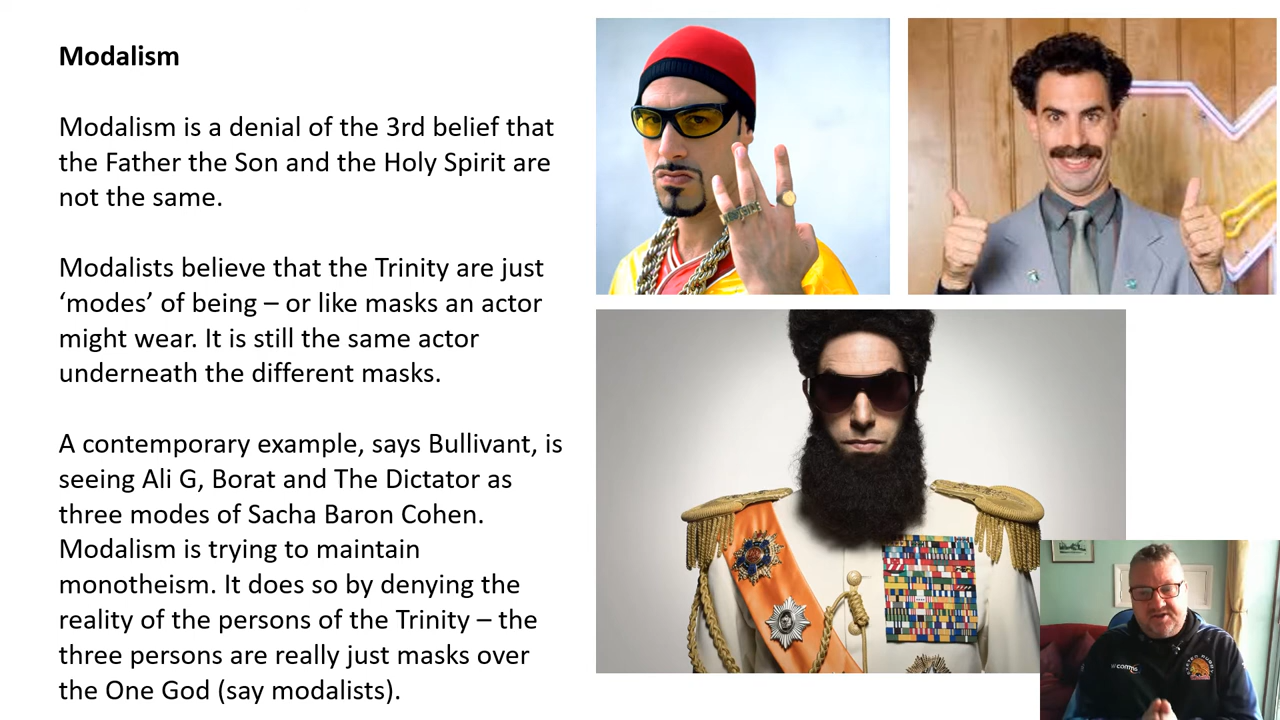 Modalism
Modalism is a denial of the 3rd belief that
the Father the Son and the Holy Spirit are
not the same.
Modalists believe that the Trinity are just
‘modes’ of being – or like masks an actor
might wear. It is still the same actor
underneath the different masks.
A contemporary example, says Bullivant, is
seeing Ali G, Borat and The Dictator as
three modes of Sacha Baron Cohen.
Modalism is trying to maintain
monotheism. It does so by denying the
reality of the persons of the Trinity – the
three persons are really just masks over
the One God (say modalists).